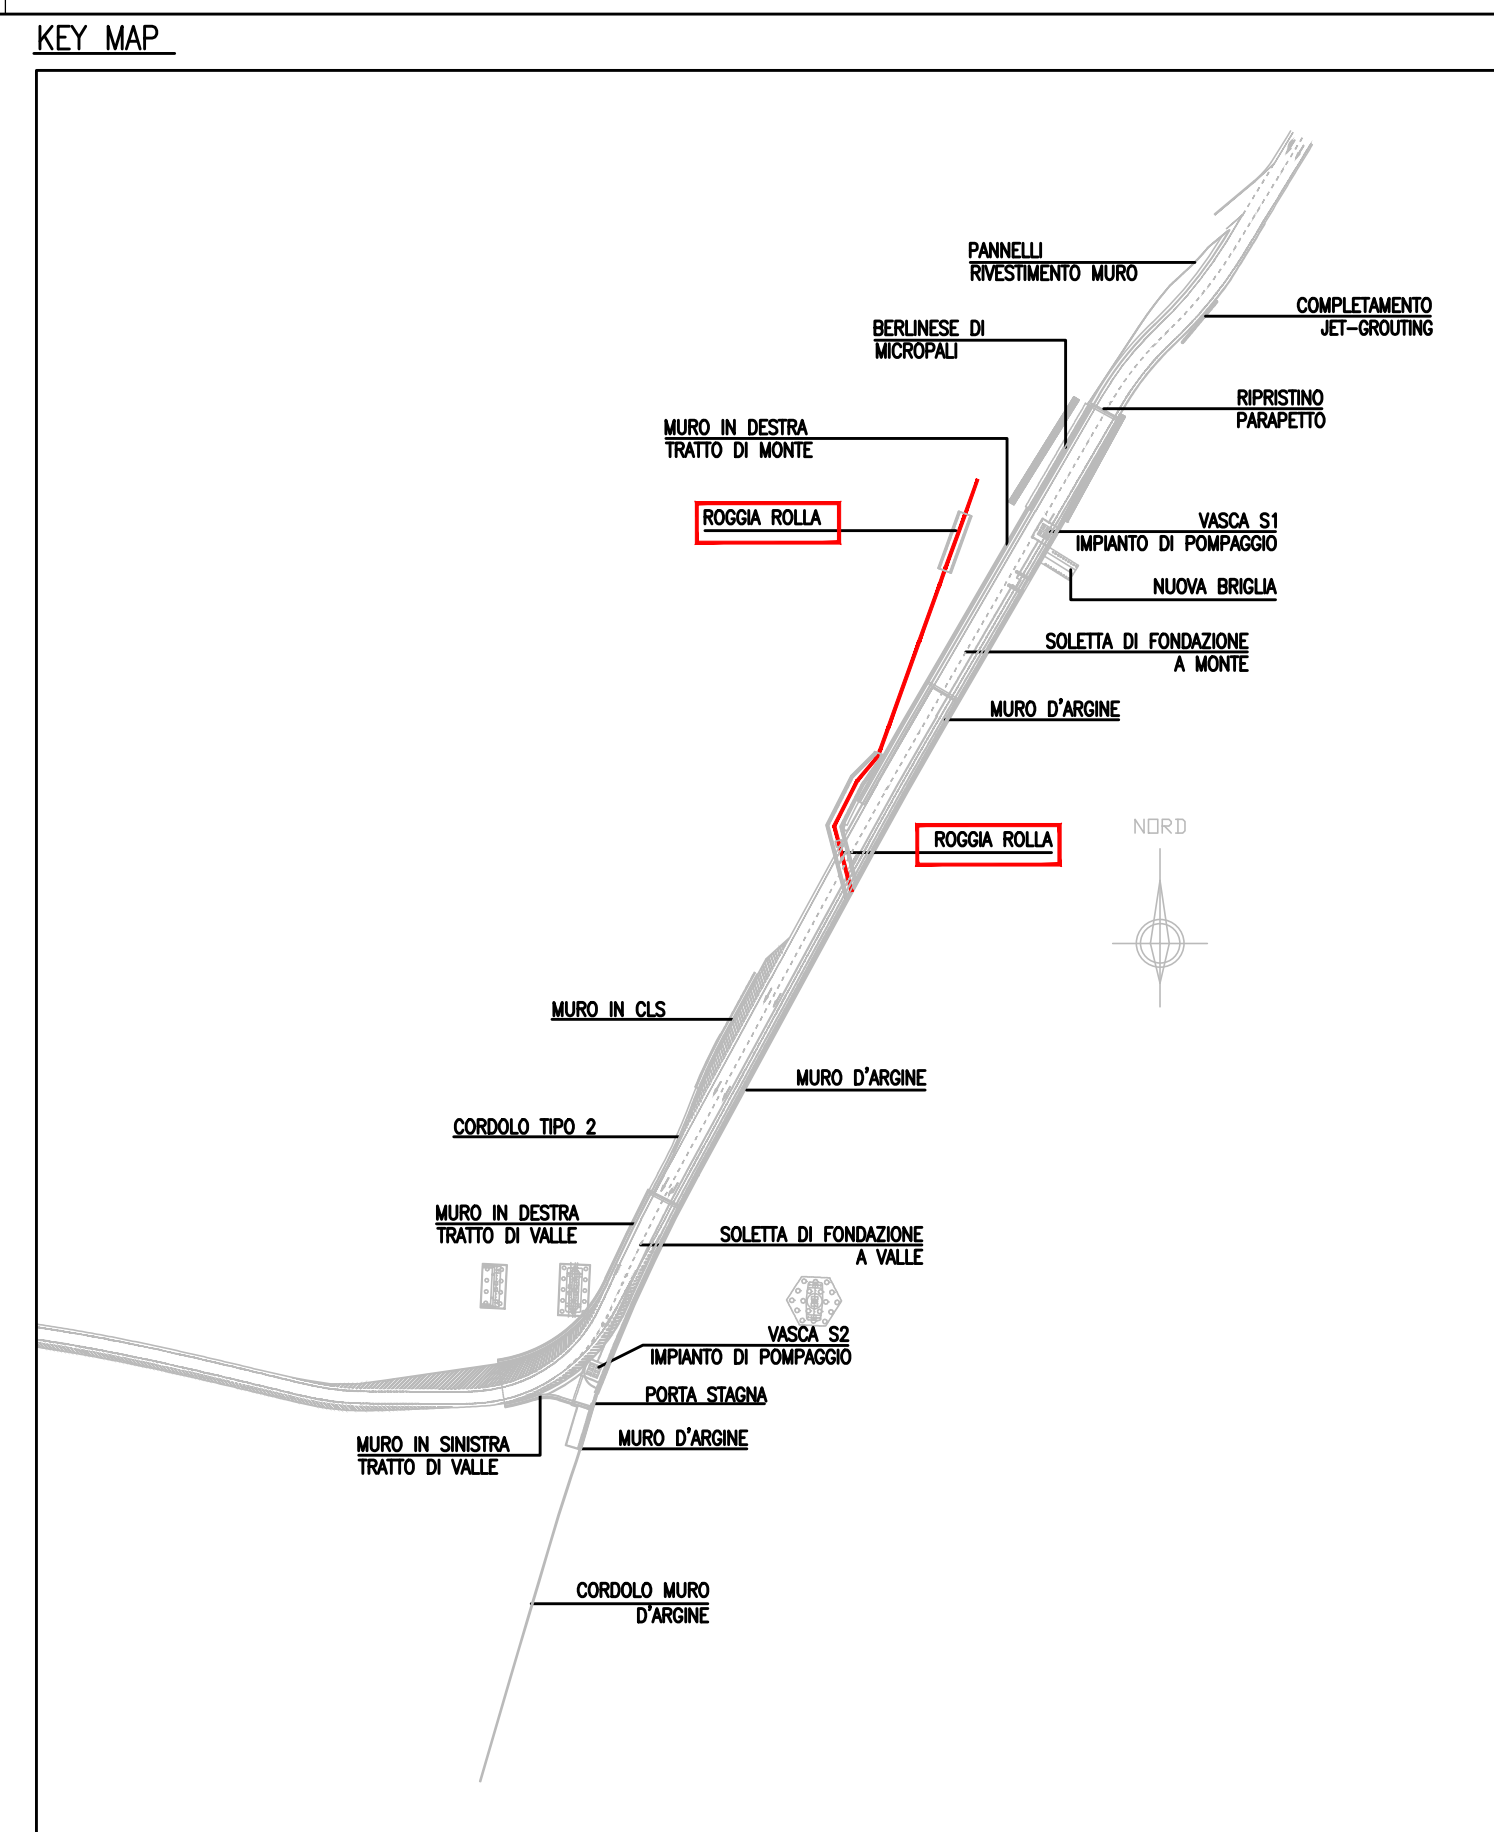 KEY MAP
PANNELLI
RIVESTIMENTO MURO
COMPLETAMENTO
JET-GROUTING
BERLINESE DI
MICROPALI
RIPRISTINO
PARAPETTO
MURO IN DESTRA
TRATTO DI MONTE
ROGGIA ROLLA
VASCA S1
IMPIANTO DI POMPAGGIO
NUOVA BRIGLIA
SOLETTA DI FONDAZIONE
A MONTE
MURO D'ARGINE
NORD
ROGGIA ROLLA
MURO IN CLS
MURO D'ARGINE
CORDOLO TIPO 2
MURO IN DESTRA
TRATTO DI VALLE
SOLETTA DI FONDAZIONE
A VALLE
VASCA S2
IMPIANTO DI POMPAGGIO
PORTA STAGNA
MURO D'ARGINE
MURO IN SINISTRA
TRATTO DI VALLE
CORDOLO MURO
D'ARGINE